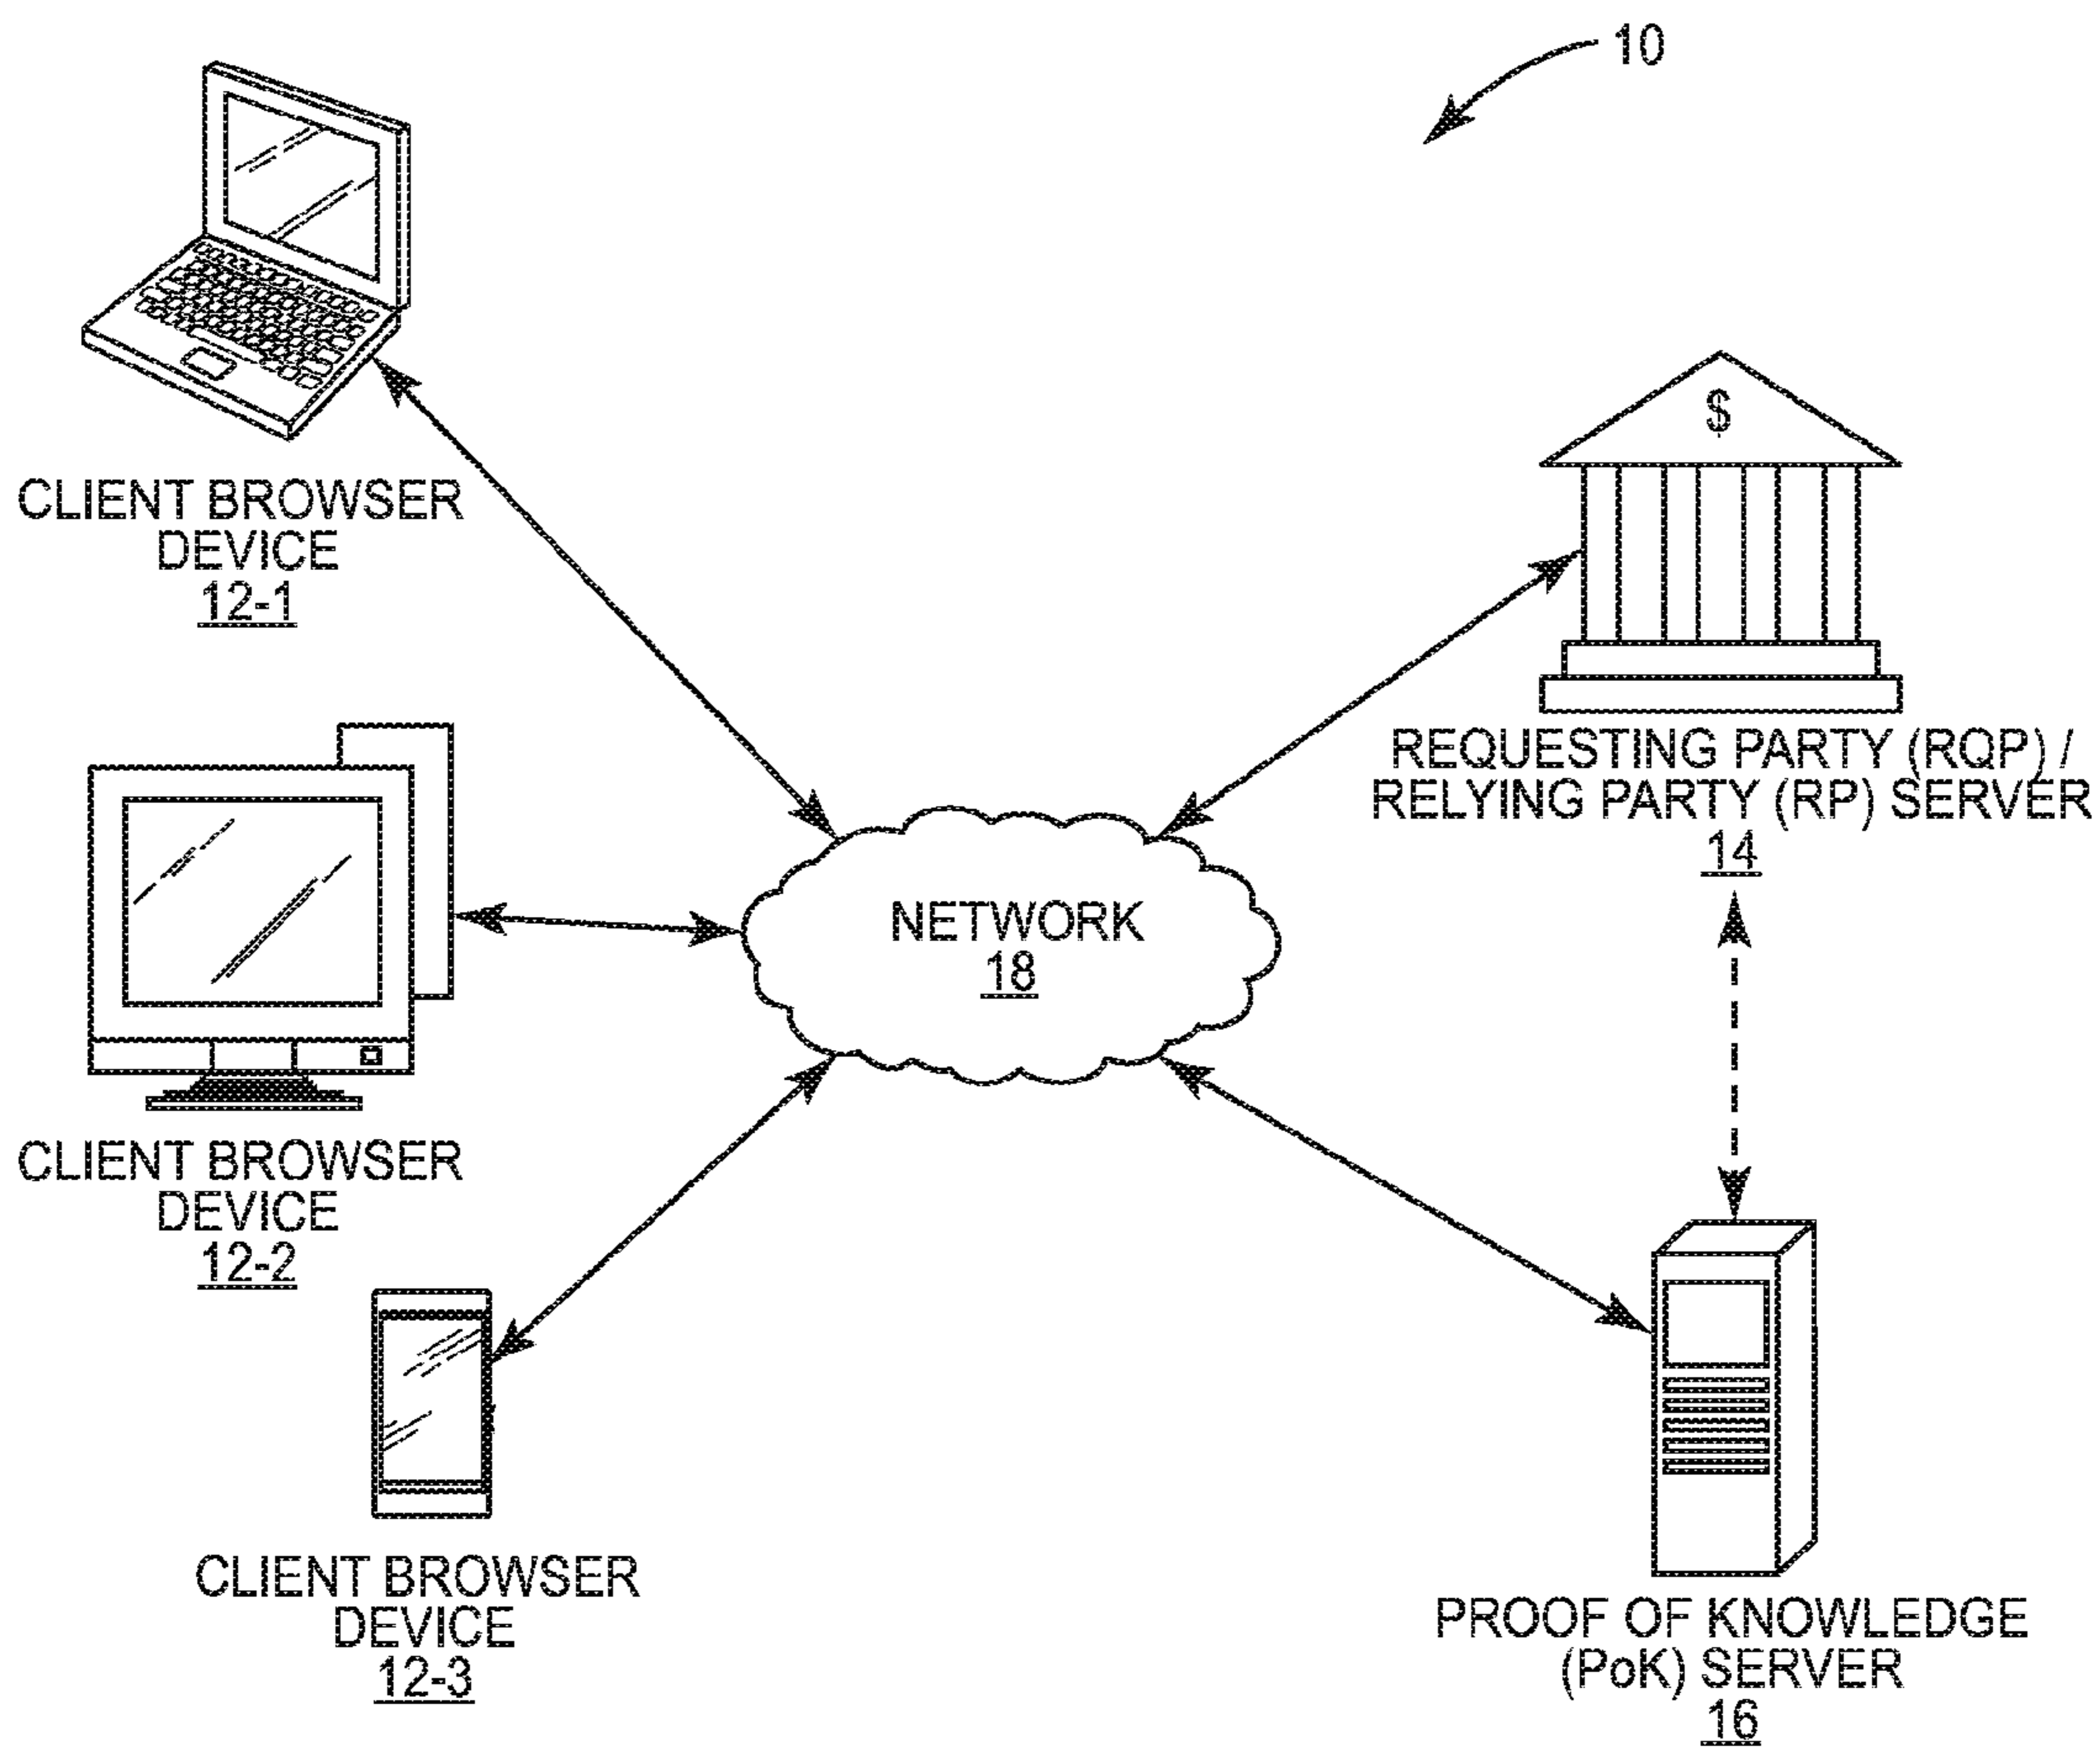 10
CLIENT BROWSER
DEVICE
12-1
$
REQUESTING PARTY (RQP) /
RELYING PARTY (RP) SERVER
14
NETWORK
18
CLIENT BROWSER
DEVICE
12-2
CLIENT BROWSER
DEVICE
12-3
PROOF OF KNOWLEDGE
(PoK) SERVER
16